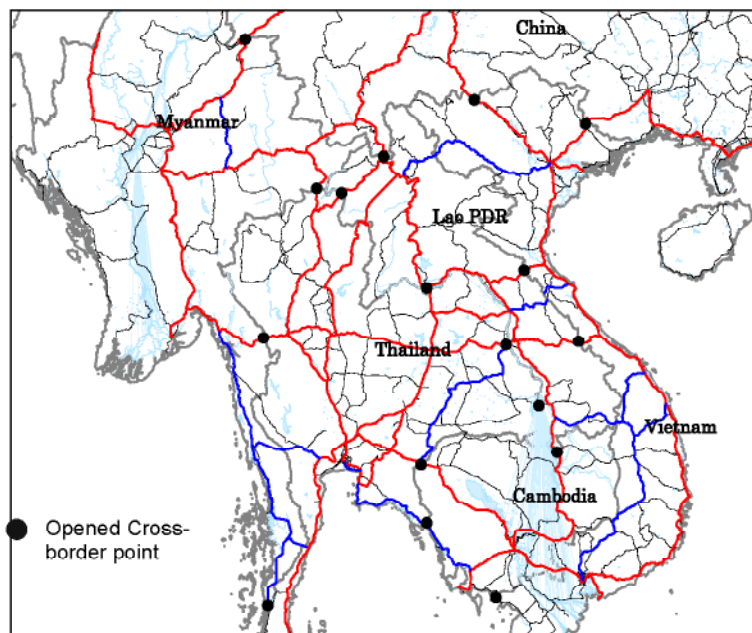 China
Myanmar
Lao PDR
Thailand
Vietnam
Cambodia
Opened Cross-
border point